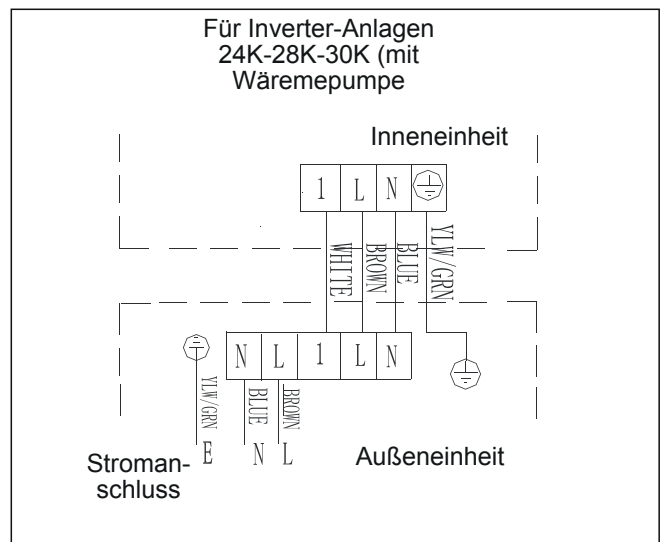 Für Inverter-Anlagen
24K-28K-30K (mit
Wäremepumpe
Inneneinheit
1 L N
WHITE
BROWN
BLUE
YLW/GRN
N L 1 L N
YLW/GRN
BLUE
BROWN
E N L
Stroman-
schluss
Außeneinheit